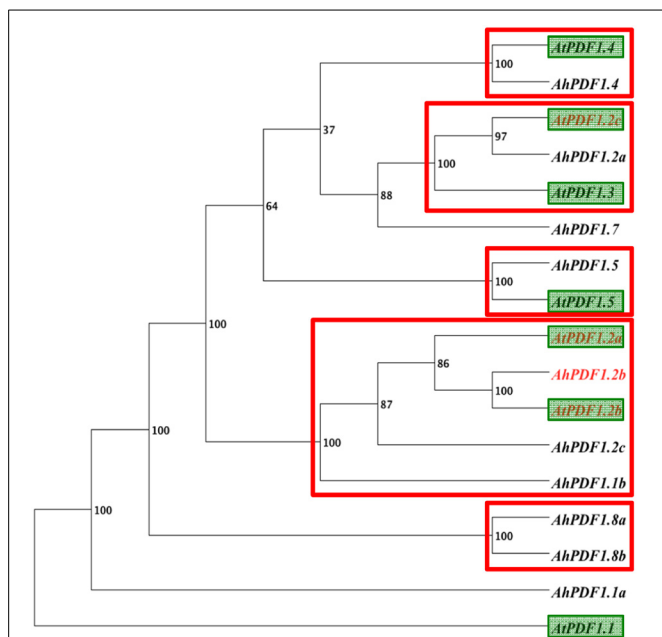 AtPDF1.4
100
AhPDF1.4
AtPDF1.2c
37
97
AhPDF1.2a
100
AtPDF1.3
88
64
AhPDF1.7
AhPDF1.5
100
AtPDF1.5
100
AtPDF1.2a
86
AhPDF1.2b
100
87
AtPDF1.2b
100
AhPDF1.2c
100
AhPDF1.1b
100
AhPDF1.8a
100
AhPDF1.8b
AhPDF1.1a
AtPDF1.1